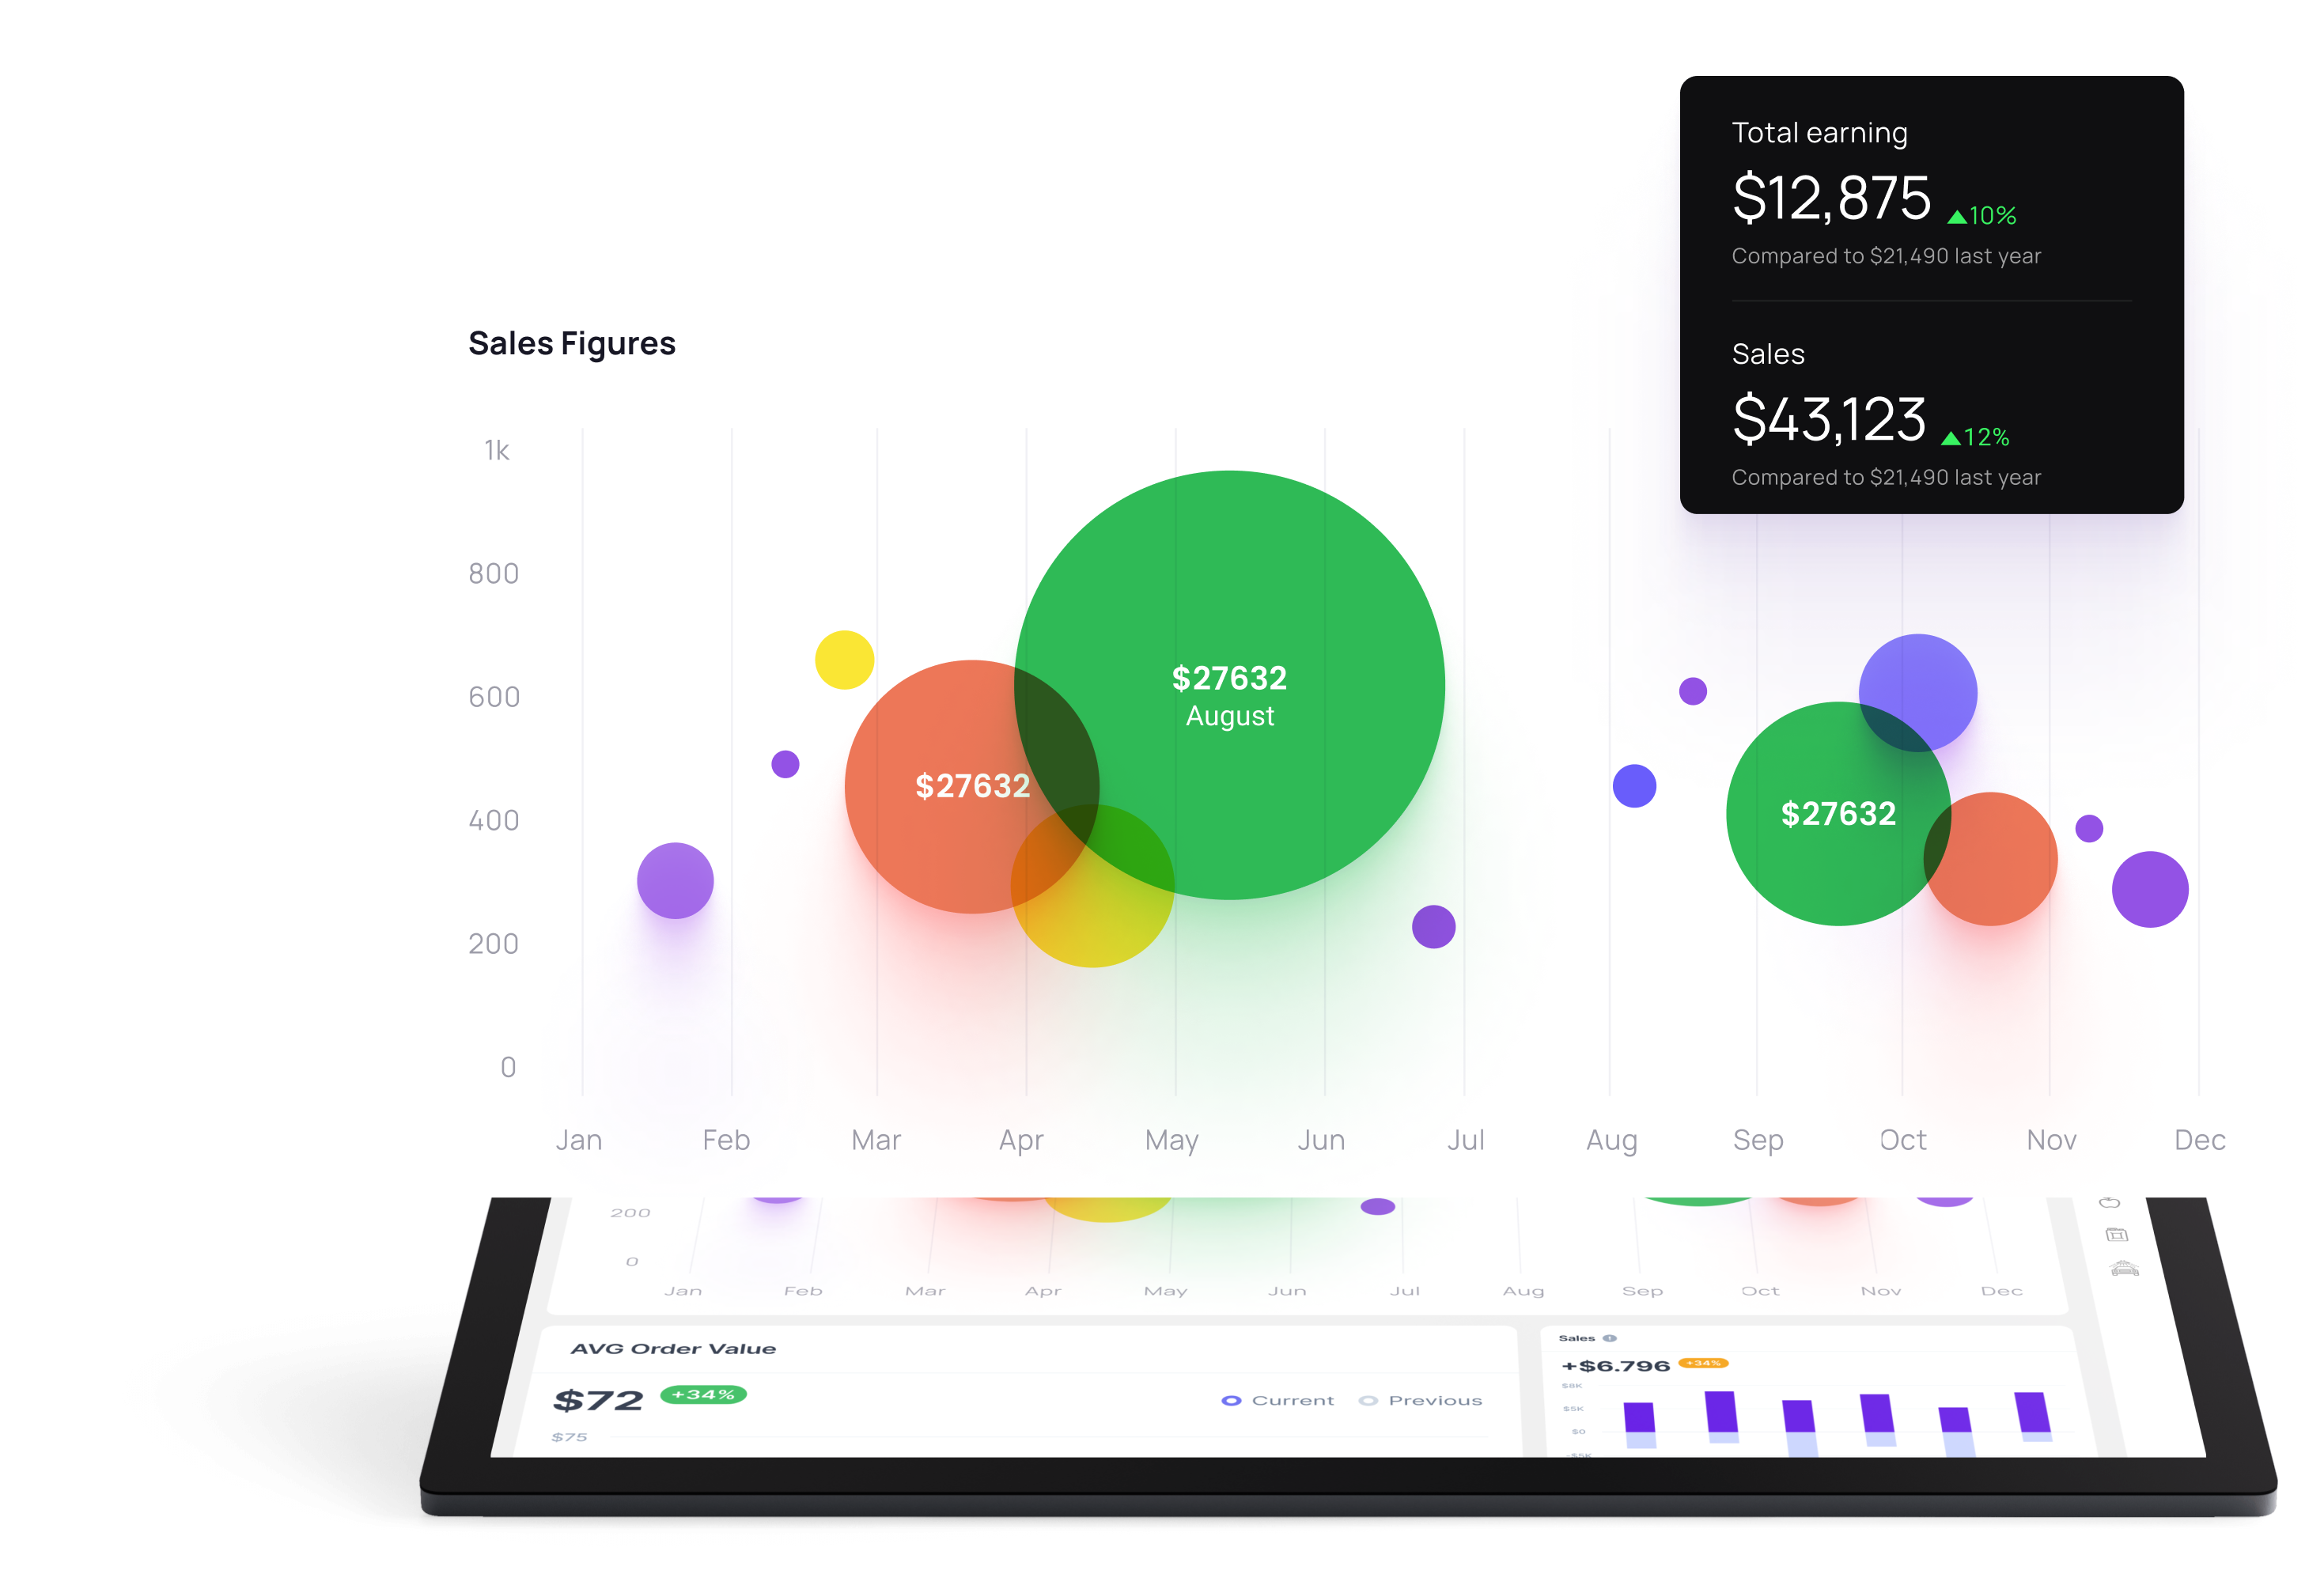 Total earning
$12,875 ▲10%
Compared to $21,490 last year
Sales
$43,123 ▲12%
Compared to $21,490 last year
Sales Figures
1k
800
600
400
200
0
$27632
August
$27632
$27632
Jan Feb Mar Apr May Jun Jul Aug Sep Oct Nov Dec
200
0
Jan Feb Mar Apr May Jun Jul Aug Sep Oct Nov Dec
AVG Order Value
$72 +34%
Current Previous
$75
Sales
+$6.796 +34%
$8K
$5K
$0
-$5K